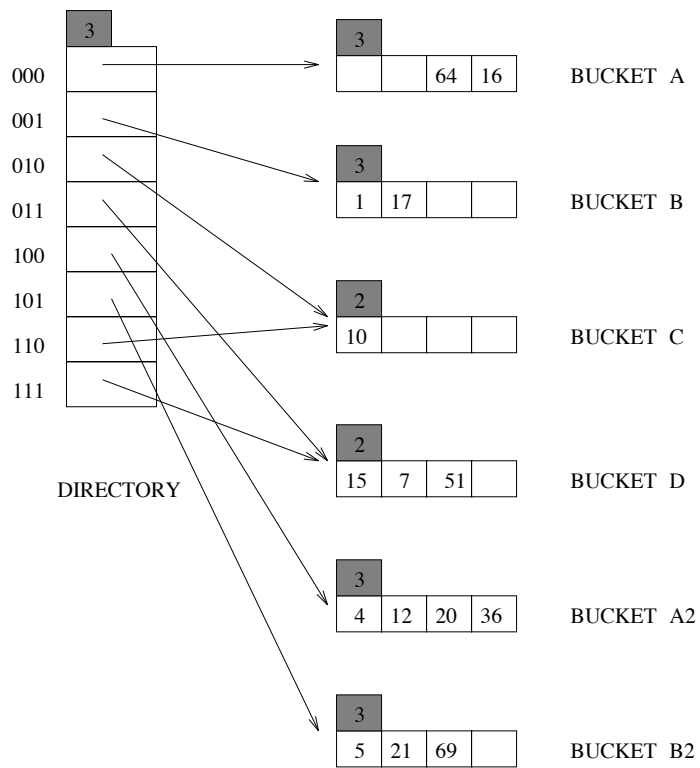 3
000
001
010
011
100
101
110
111
DIRECTORY
3
64 16 BUCKET A
3
1 17 BUCKET B
2
10 BUCKET C
2
15 7 51 BUCKET D
3
4 12 20 36 BUCKET A2
3
5 21 69 BUCKET B2